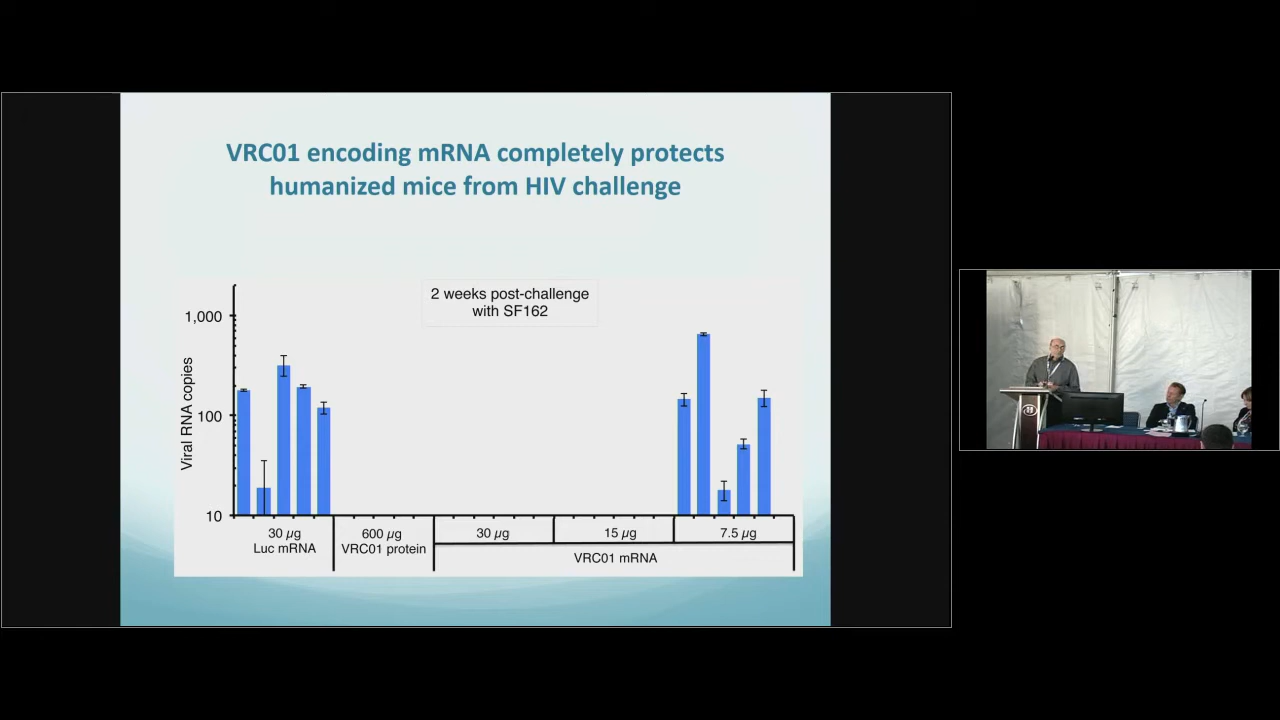 VRC01 encoding mRNA completely protects
humanized mice from HIV challenge
2 weeks post-challenge
with SF162
Viral RNA copies
1,000
100
10
30 µg
Luc mRNA
600 µg
VRC01 protein
30 µg
15 µg
7.5 µg
VRC01 mRNA